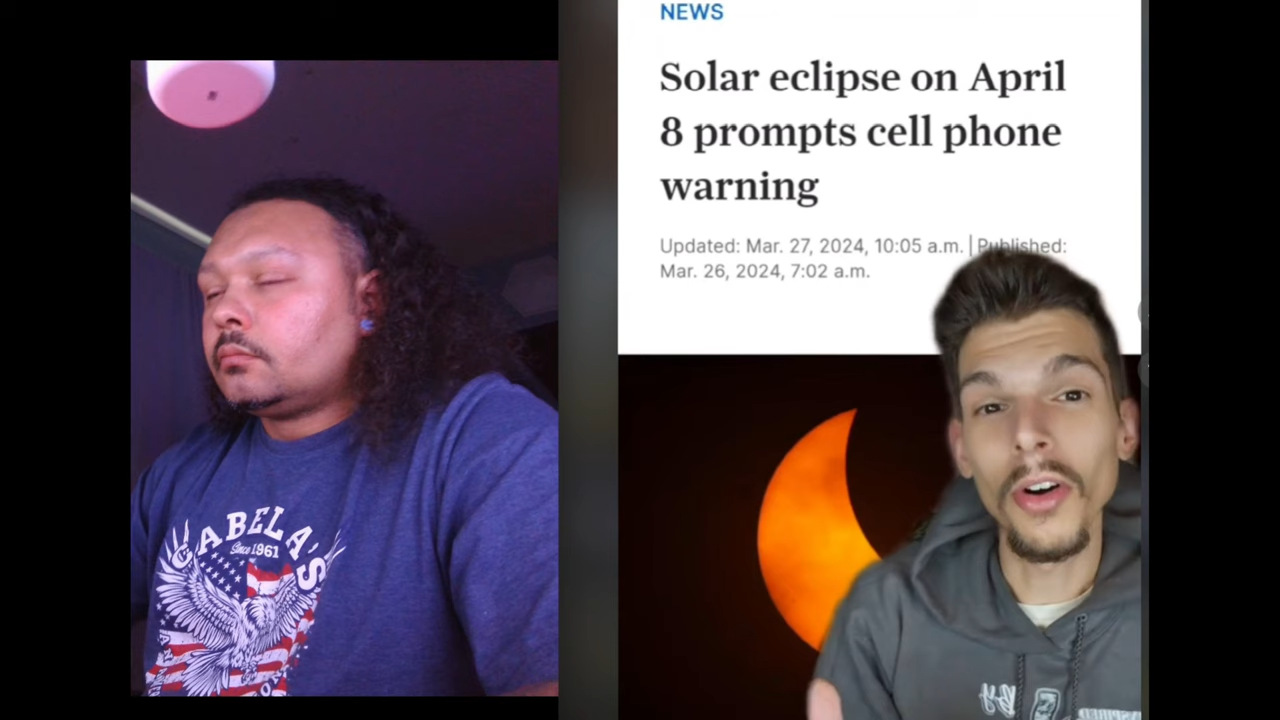 NEWS
Solar eclipse on April
8 prompts cell phone
warning
Updated: Mar. 27, 2024, 10:05 a.m. | Published:
Mar. 26, 2024, 7:02 a.m.
CABELA'S
Since 1961